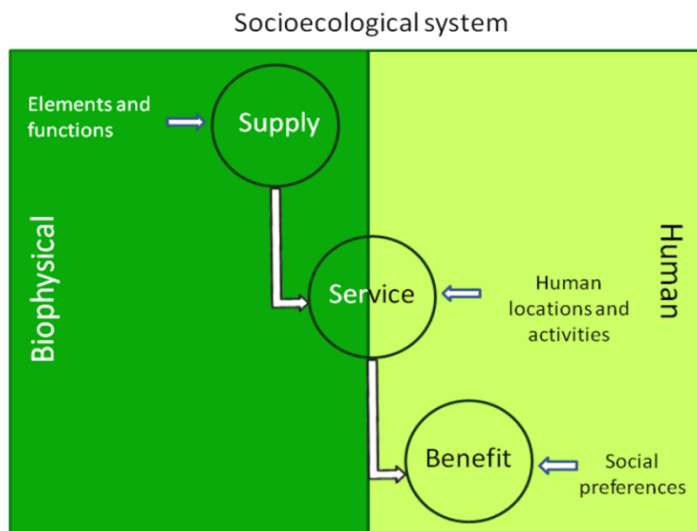 Socioecological system
Elements and
functions
Supply
Biophysical
Human
Service
Human
locations and
activities
Benefit
Social
preferences